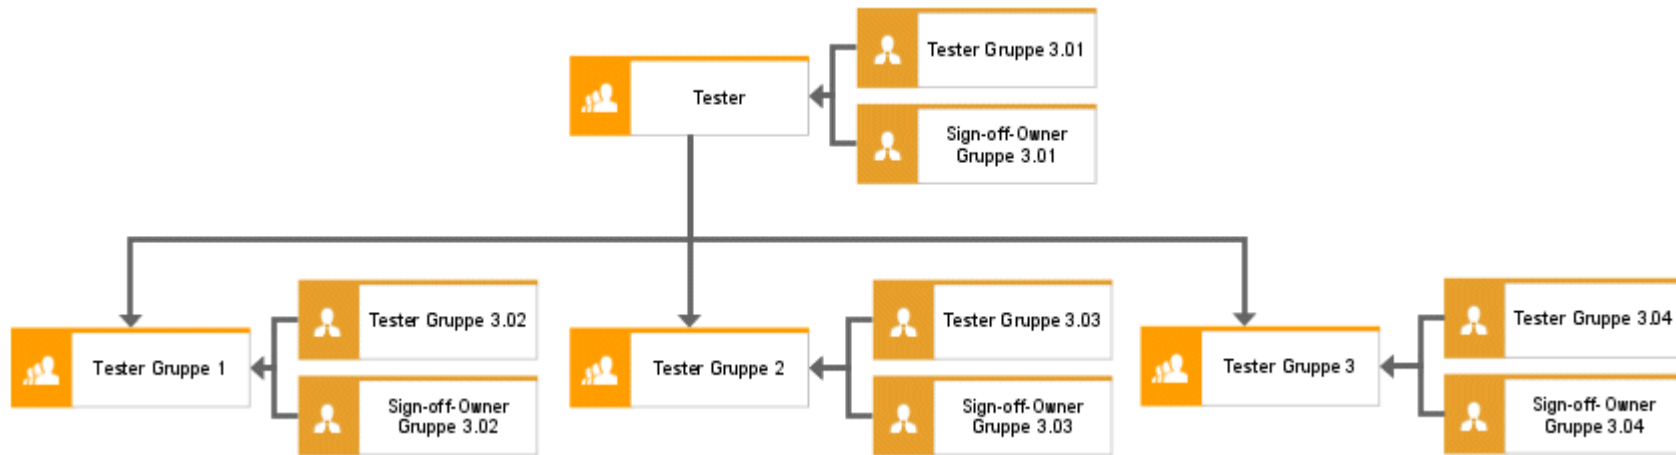 Tester Gruppe 3.01
Tester
Sign-off-Owner
Gruppe 3.01
Tester Gruppe 3.02
Tester Gruppe 1
Sign-off-Owner
Gruppe 3.02
Tester Gruppe 3.03
Tester Gruppe 2
Sign-off-Owner
Gruppe 3.03
Tester Gruppe 3.04
Tester Gruppe 3
Sign-off-Owner
Gruppe 3.04